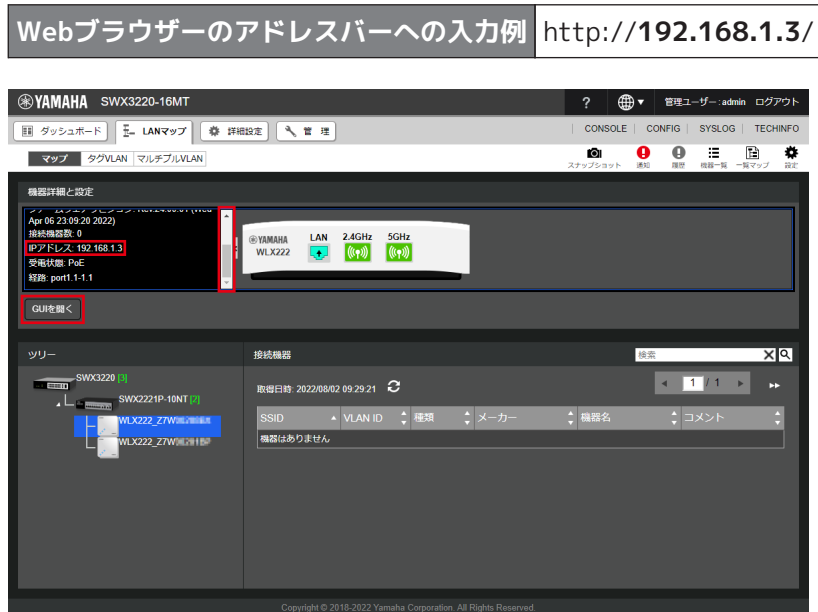 Webブラウザーのアドレスバーへの入力例 http://192.168.1.3/
YAMAHA SWX3220-16MT ? 管理ユーザー: admin ログアウト
ダッシュボード LANマップ 詳細設定 管 理 CONSOLE CONFIG SYSLOG TECHINFO
マップ タグVLAN マルチプルVLAN スナップショット 通知 履歴 機器一覧 一覧マップ 設定
機器詳細と設定
Apr 06 23:09:20 2022)
接続機器数: 0
IPアドレス: 192.168.1.3
受電状態: PoE
経路: port1.1-1.1
YAMAHA
WLX222
LAN 2.4GHz 5GHz
GUIを開く
ツリー
SWX3220 [3]
SWX2221P-10NT [2]
WLX222_Z7W
WLX222_Z7W
接続機器 検索
取得日時: 2022/08/02 09:29:21 1 / 1
SSID VLAN ID 種類 メーカー 機器名 コメント
機器はありません
Copyright © 2018-2022 Yamaha Corporation. All Rights Reserved.